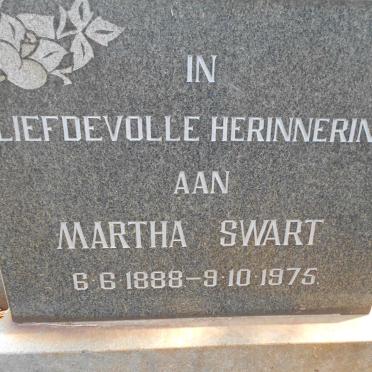 IN
LIEFDEVOLLE HERINNERIN
AAN
MARTHA SWART
6·6·1888–9·10·1975